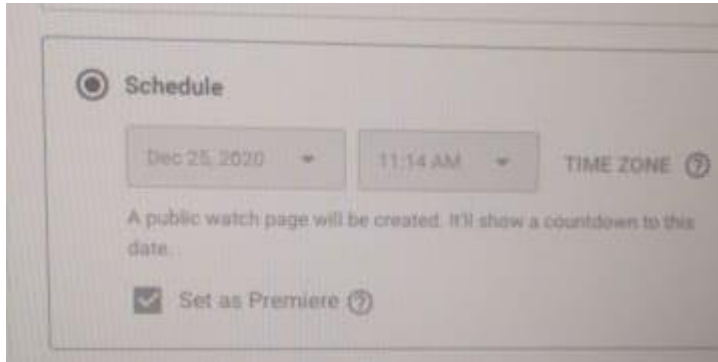 Schedule
Dec 25, 2020 11:14 AM TIME ZONE
A public watch page will be created. It'll show a countdown to this
date.
Set as Premiere